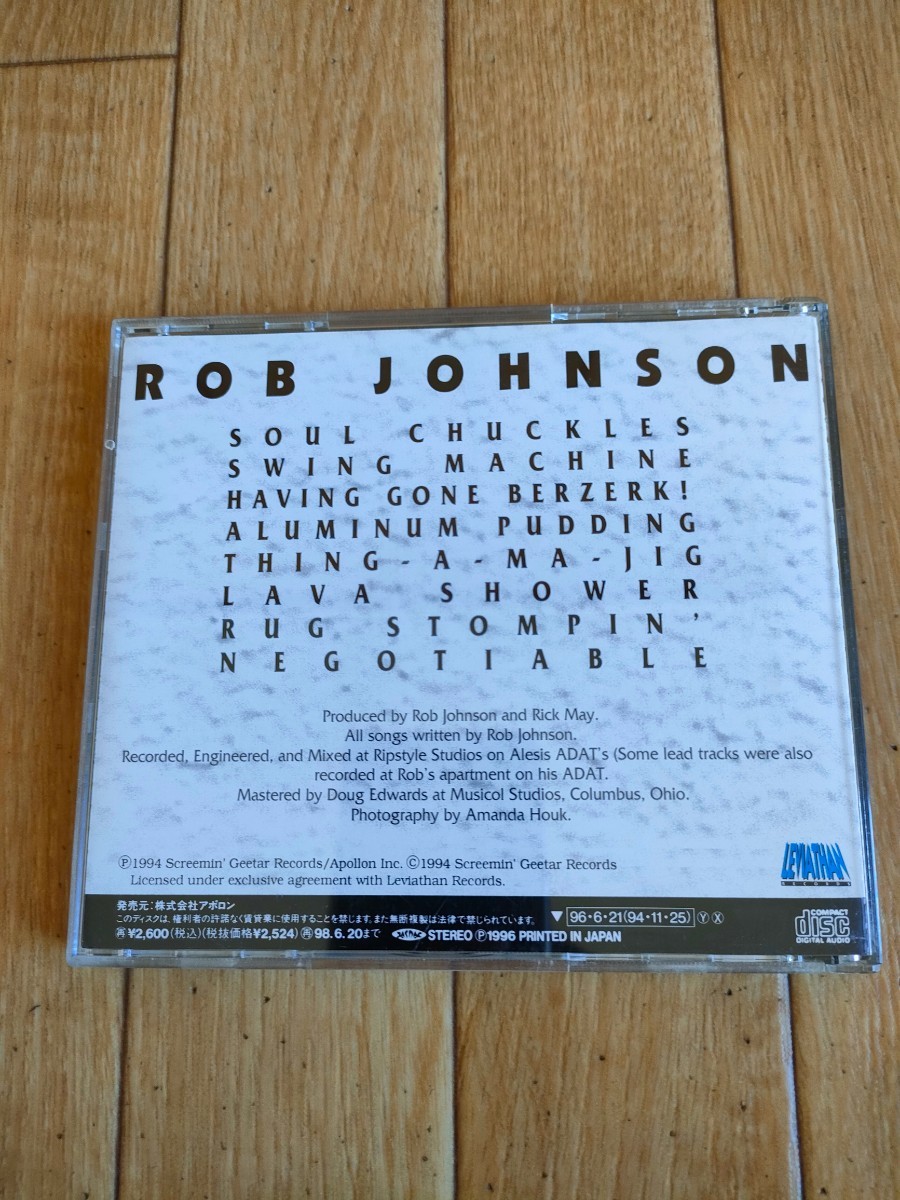 ROB JOHNSON
SOUL CHUCKLES
SWING MACHINE
HAVING GONE BERZERK!
ALUMINUM PUDDING
THING-A-MA-JIG
LAVA SHOWER
RUG STOMPIN'
NEGOTIABLE
Produced by Rob Johnson and Rick May.
All songs written by Rob Johnson.
Recorded, Engineered, and Mixed at Ripstyle Studios on Alesis ADAT's (Some lead tracks were also
recorded at Rob's apartment on his ADAT.
Mastered by Doug Edwards at Musicol Studios, Columbus, Ohio.
Photography by Amanda Houk.
Ⓟ1994 Screemin' Geetar Records/Apollon Inc. ©1994 Screemin' Geetar Records
Licensed under exclusive agreement with Leviathan Records.
LEVIATHAN
RECORDS
発売元:株式会社アポロン
このディスクは、権利者の許諾なく賃貸業に使用することを禁じます。また無断複製は法律で禁じられています。
▼96・6・21(94・11・25)ⓎⓍ
再¥2,600(税込)(税抜価格¥2,524)再98.6.20まで STEREO Ⓟ1996 PRINTED IN JAPAN
COMPACT
disc
DIGITAL AUDIO